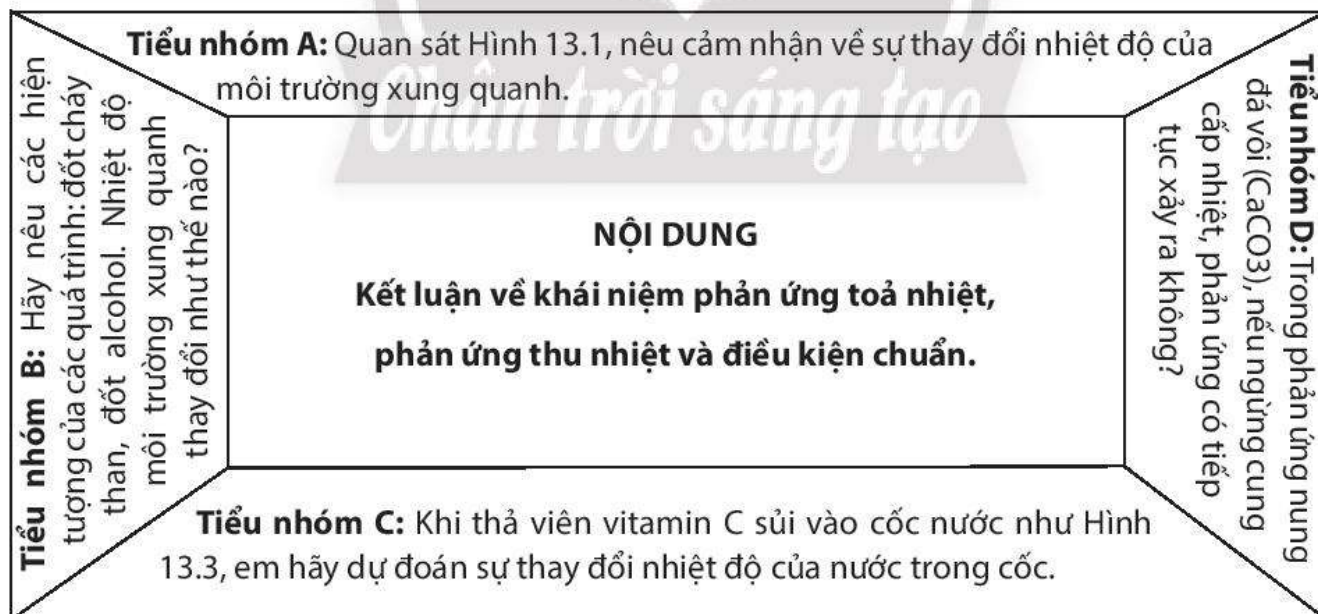 Tiểu nhóm A: Quan sát Hình 13.1, nêu cảm nhận về sự thay đổi nhiệt độ của
môi trường xung quanh.
Chân trời sáng tạo
Tiểu nhóm B: Hãy nêu các hiện
tượng của các quá trình: đốt cháy
than, đốt alcohol. Nhiệt độ
môi trường xung quanh
thay đổi như thế nào?
NỘI DUNG
Kết luận về khái niệm phản ứng toả nhiệt,
phản ứng thu nhiệt và điều kiện chuẩn.
Tiểu nhóm D: Trong phản ứng nung
đá vôi (CaCO3), nếu ngừng cung
cấp nhiệt, phản ứng có tiếp
tục xảy ra không?
Tiểu nhóm C: Khi thả viên vitamin C sủi vào cốc nước như Hình
13.3, em hãy dự đoán sự thay đổi nhiệt độ của nước trong cốc.